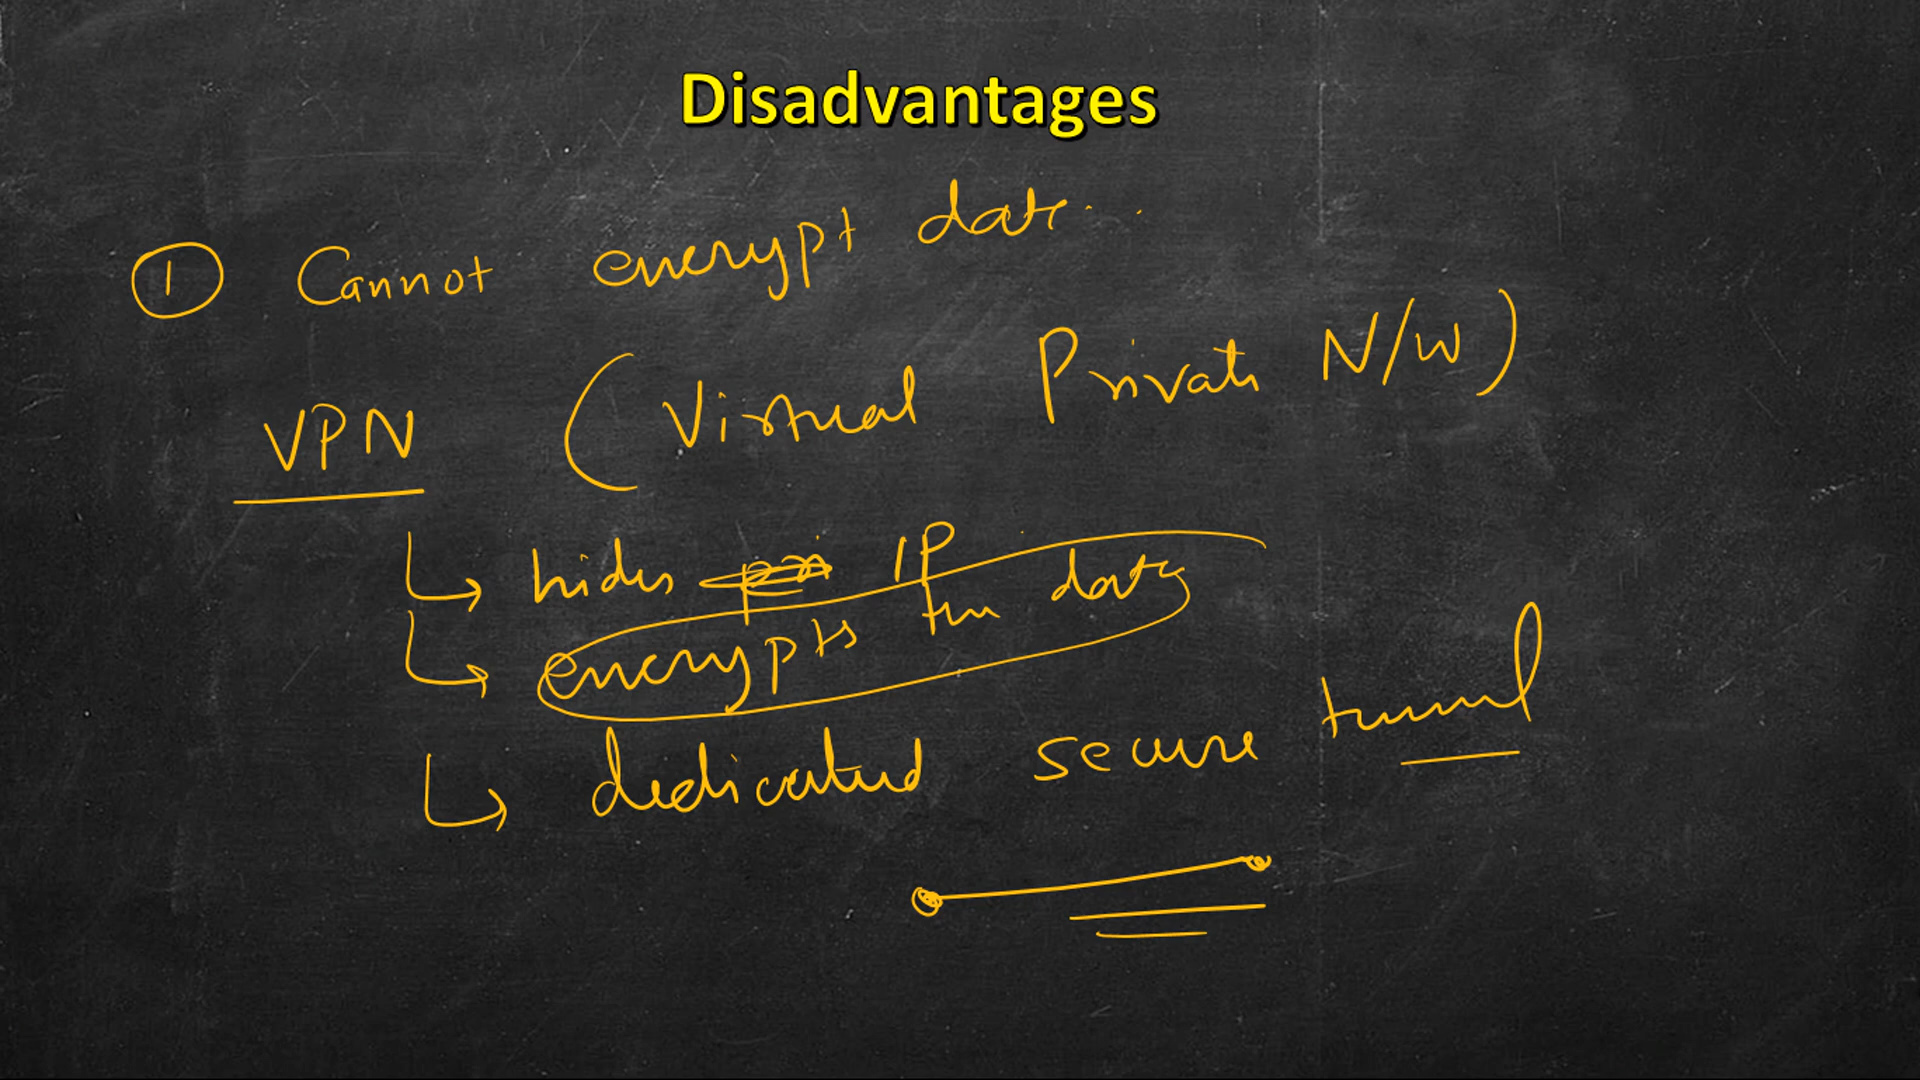 Disadvantages
① Cannot encrypt data..
VPN (Virtual Private N/W)
↳ hides IP
↳ encrypts the data
↳ dedicated secure tunnel